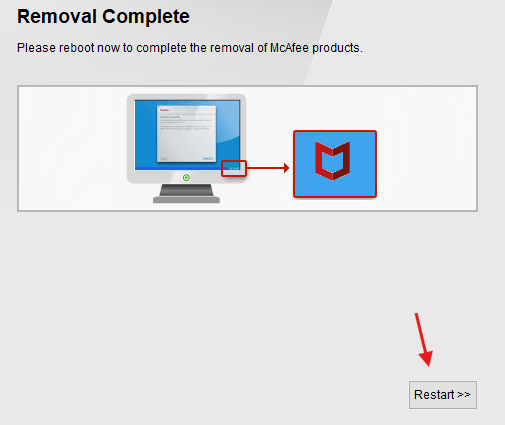 Removal Complete
Please reboot now to complete the removal of McAfee products.
Restart >>